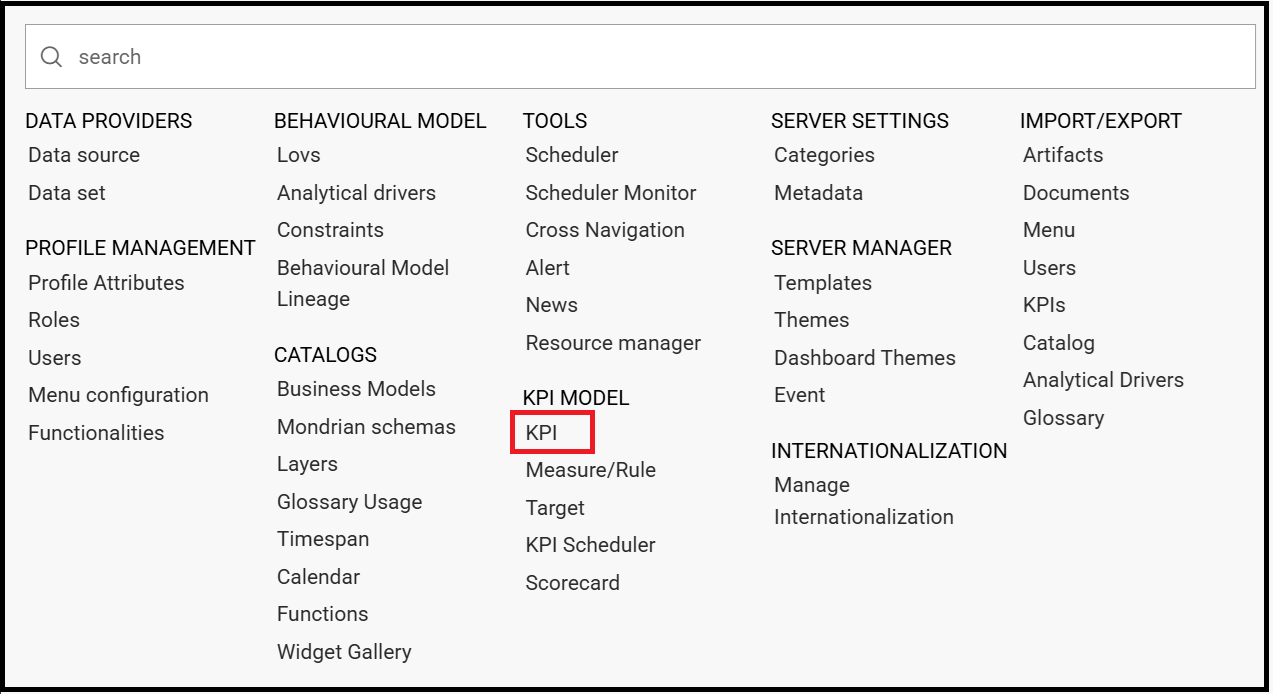 search
DATA PROVIDERS
Data source
Data set
PROFILE MANAGEMENT
Profile Attributes
Roles
Users
Menu configuration
Functionalities
BEHAVIOURAL MODEL
Lovs
Analytical drivers
Constraints
Behavioural Model
Lineage
CATALOGS
Business Models
Mondrian schemas
Layers
Glossary Usage
Timespan
Calendar
Functions
Widget Gallery
TOOLS
Scheduler
Scheduler Monitor
Cross Navigation
Alert
News
Resource manager
KPI MODEL
KPI
Measure/Rule
Target
KPI Scheduler
Scorecard
SERVER SETTINGS
Categories
Metadata
SERVER MANAGER
Templates
Themes
Dashboard Themes
Event
INTERNATIONALIZATION
Manage
Internationalization
IMPORT/EXPORT
Artifacts
Documents
Menu
Users
KPIs
Catalog
Analytical Drivers
Glossary